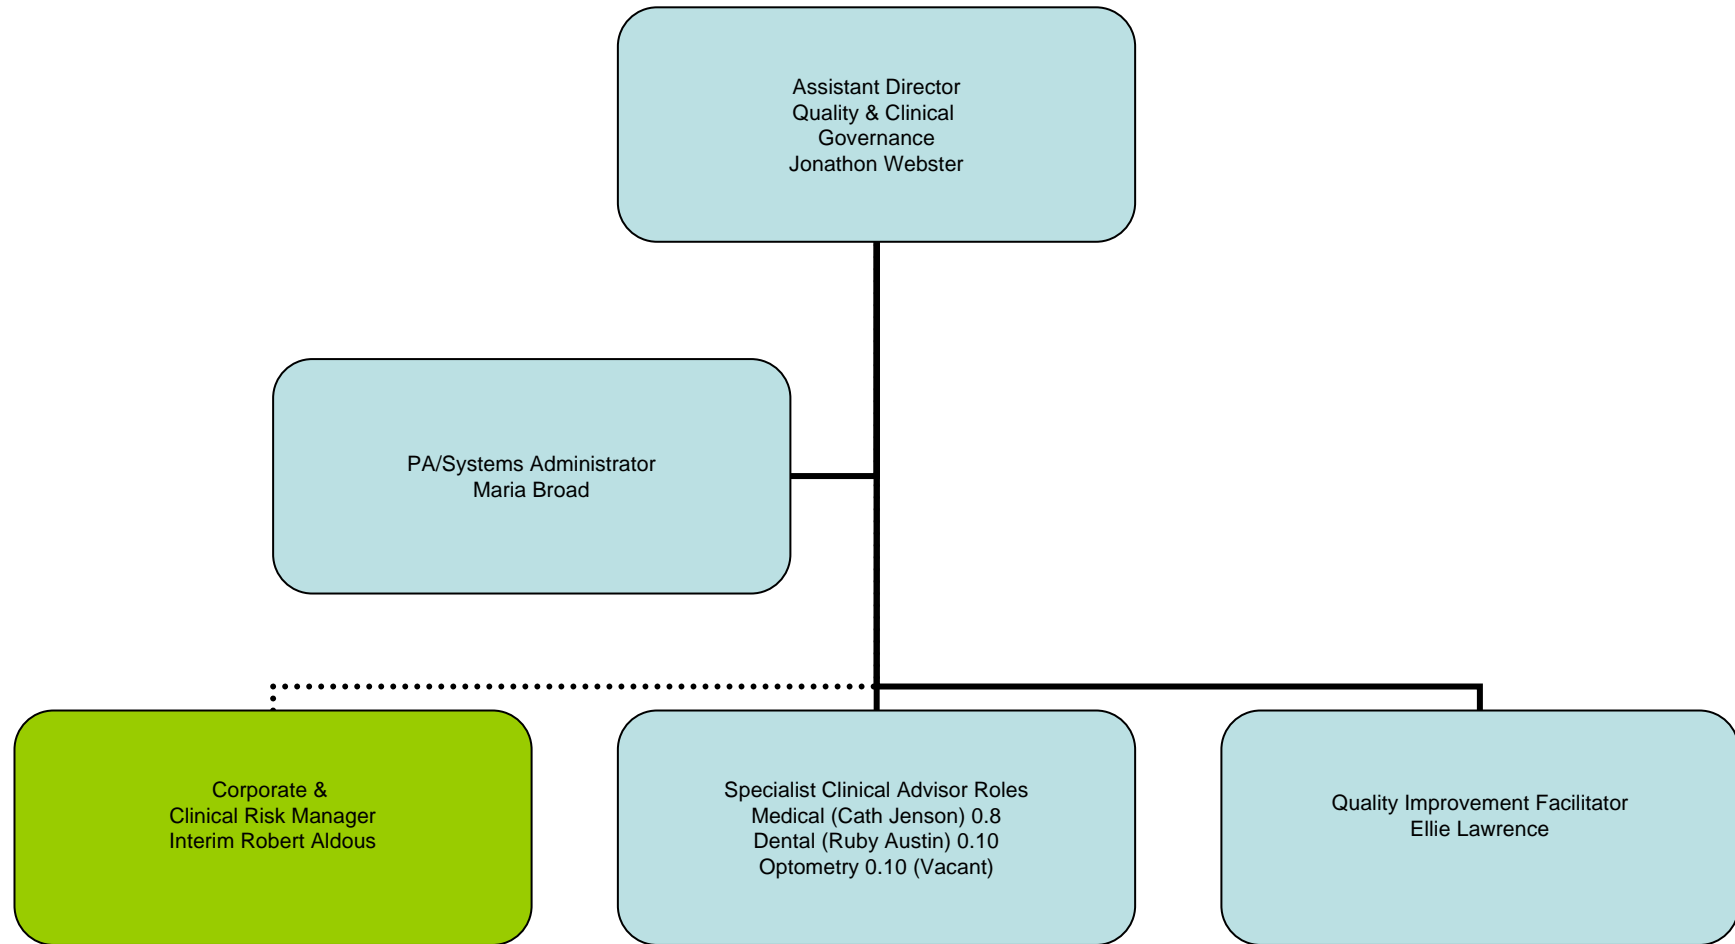 Assistant Director
Quality & Clinical
Governance
Jonathon Webster
PA/Systems Administrator
Maria Broad
Corporate &
Clinical Risk Manager
Interim Robert Aldous
Specialist Clinical Advisor Roles
Medical (Cath Jenson) 0.8
Dental (Ruby Austin) 0.10
Optometry 0.10 (Vacant)
Quality Improvement Facilitator
Ellie Lawrence